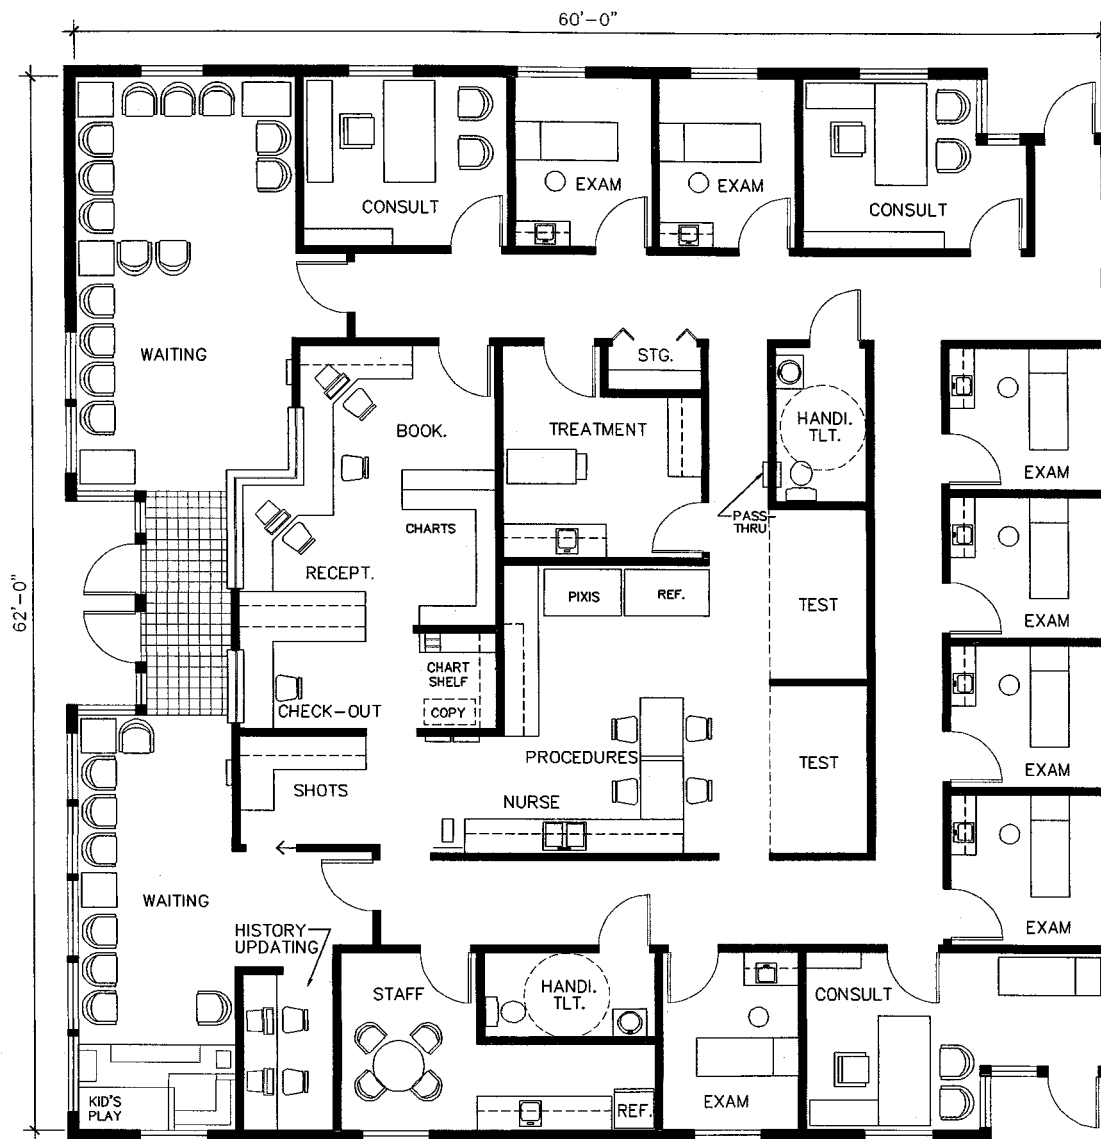 60'-0"
62'-0"
CONSULT
EXAM
EXAM
CONSULT
WAITING
STG.
BOOK.
TREATMENT
HANDI.
TLT.
EXAM
CHARTS
PASS
THRU
RECEPT.
PIXIS
REF.
TEST
EXAM
CHART
SHELF
COPY
CHECK-OUT
PROCEDURES
TEST
EXAM
SHOTS
NURSE
WAITING
HISTORY
UPDATING
EXAM
STAFF
HANDI.
TLT.
CONSULT
KID'S
PLAY
REF.
EXAM